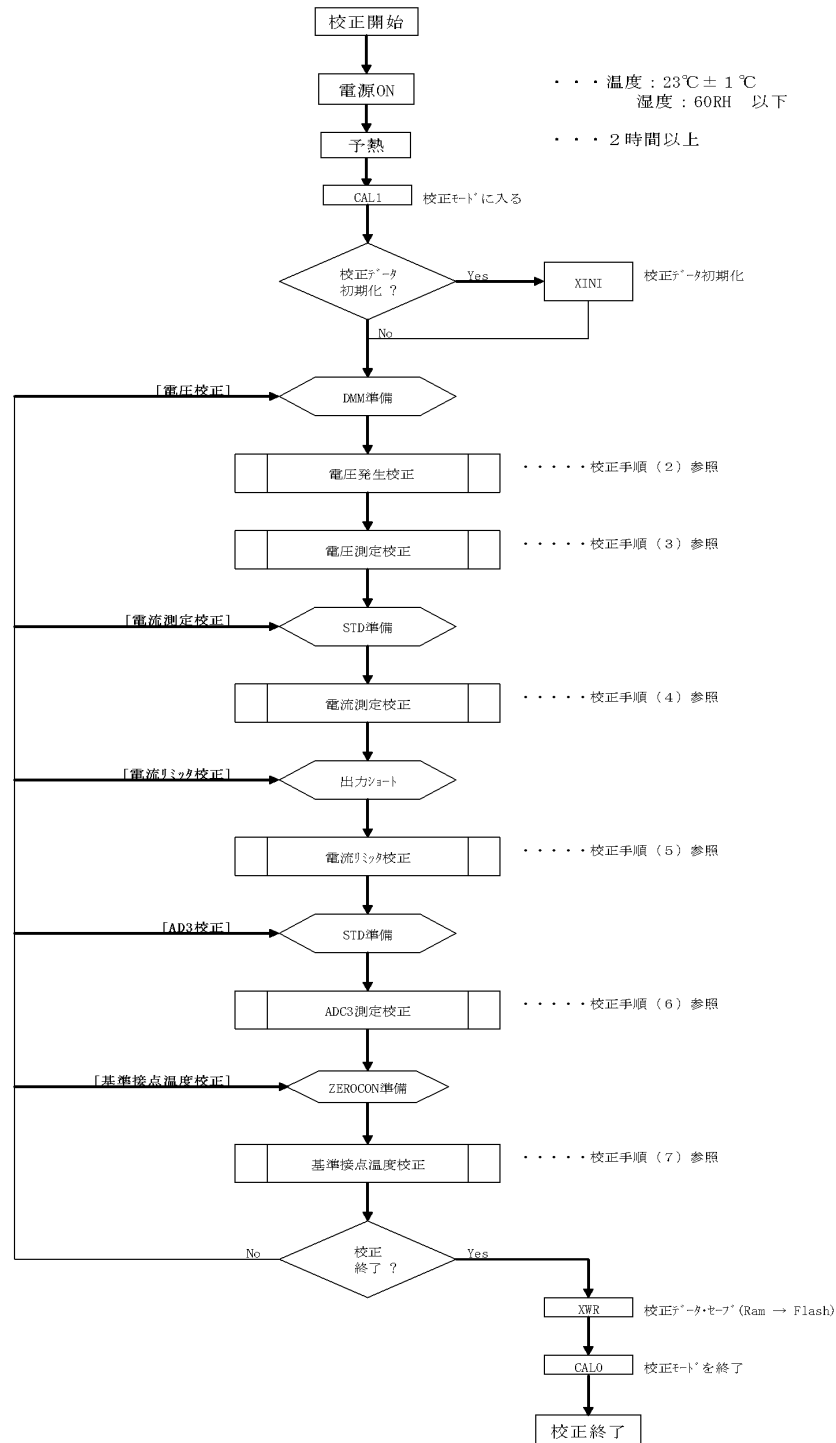 校正開始
電源ON
・・・温度：23℃±１℃
湿度：60RH　以下
予熱
・・・２時間以上
CAL1
校正ﾓｰﾄﾞに入る
校正ﾃﾞｰﾀ
初期化 ？
Yes
XINI
校正ﾃﾞｰﾀ初期化
No
[電圧校正]
DMM準備
電圧発生校正
・・・・・校正手順（２）参照
電圧測定校正
・・・・・校正手順（３）参照
[電流測定校正]
STD準備
電流測定校正
・・・・・校正手順（４）参照
[電流ﾘﾐｯﾀ校正]
出力ｼｮｰﾄ
電流ﾘﾐｯﾀ校正
・・・・・校正手順（５）参照
[AD3校正]
STD準備
ADC3測定校正
・・・・・校正手順（６）参照
[基準接点温度校正]
ZEROCON準備
基準接点温度校正
・・・・・校正手順（７）参照
No
校正
終了 ？
Yes
XWR
校正ﾃﾞｰﾀ・ｾｰﾌﾞ(Ram → Flash)
CAL0
校正ﾓｰﾄﾞを終了
校正終了